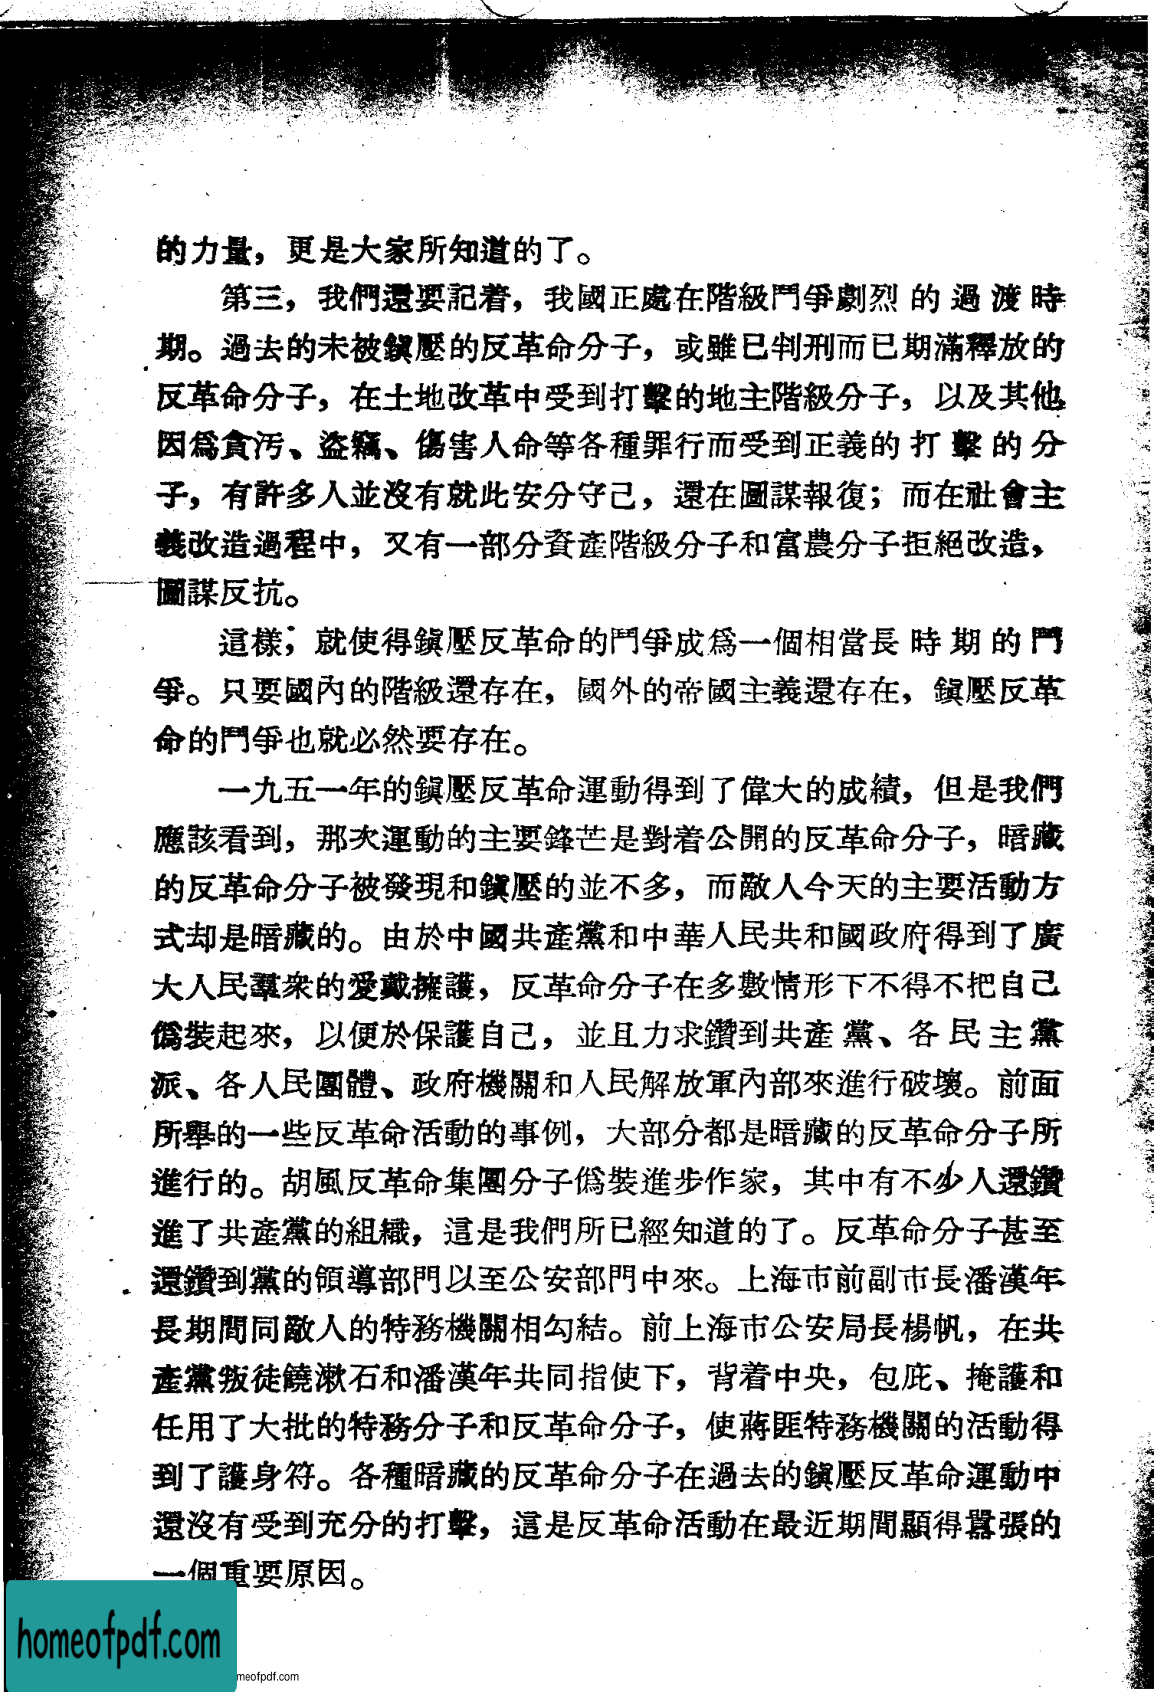 的力量，更是大家所知道的了。
第三，我們還要記着，我國正處在階級鬥爭劇烈的過渡時
期。過去的未被鎭壓的反革命分子，或雖已判刑而已期滿釋放的
反革命分子，在土地改革中受到打擊的地主階級分子，以及其他
因爲貪汚、盜竊、傷害人命等各種罪行而受到正義的打擊的分
子，有許多人並沒有就此安分守己，還在圖謀報復；而在社會主
義改造過程中，又有一部分資產階級分子和富農分子拒絕改造，
圖謀反抗。
這樣，就使得鎭壓反革命的鬥爭成爲一個相當長時期的鬥
爭。只要國內的階級還存在，國外的帝國主義還存在，鎭壓反革
命的鬥爭也就必然要存在。
一九五一年的鎭壓反革命運動得到了偉大的成績，但是我們
應該看到，那次運動的主要鋒芒是對着公開的反革命分子，暗藏
的反革命分子被發現和鎭壓的並不多，而敵人今天的主要活動方
式却是暗藏的。由於中國共產黨和中華人民共和國政府得到了廣
大人民羣衆的愛戴擁護，反革命分子在多數情形下不得不把自己
僞裝起來，以便於保護自己，並且力求鑽到共產黨、各民主黨
派、各人民團體、政府機關和人民解放軍內部來進行破壞。前面
所舉的一些反革命活動的事例，大部分都是暗藏的反革命分子所
進行的。胡風反革命集團分子僞裝進步作家，其中有不少人還鑽
進了共產黨的組織，這是我們所已經知道的了。反革命分子甚至
還鑽到黨的領導部門以至公安部門中來。上海市前副市長潘漢年
長期間同敵人的特務機關相勾結。前上海市公安局長楊帆，在共
產黨叛徒饒漱石和潘漢年共同指使下，背着中央，包庇、掩護和
任用了大批的特務分子和反革命分子，使蔣匪特務機關的活動得
到了護身符。各種暗藏的反革命分子在過去的鎭壓反革命運動中
還沒有受到充分的打擊，這是反革命活動在最近期間顯得囂張的
一個重要原因。
homeofpdf.com
meofpdf.com